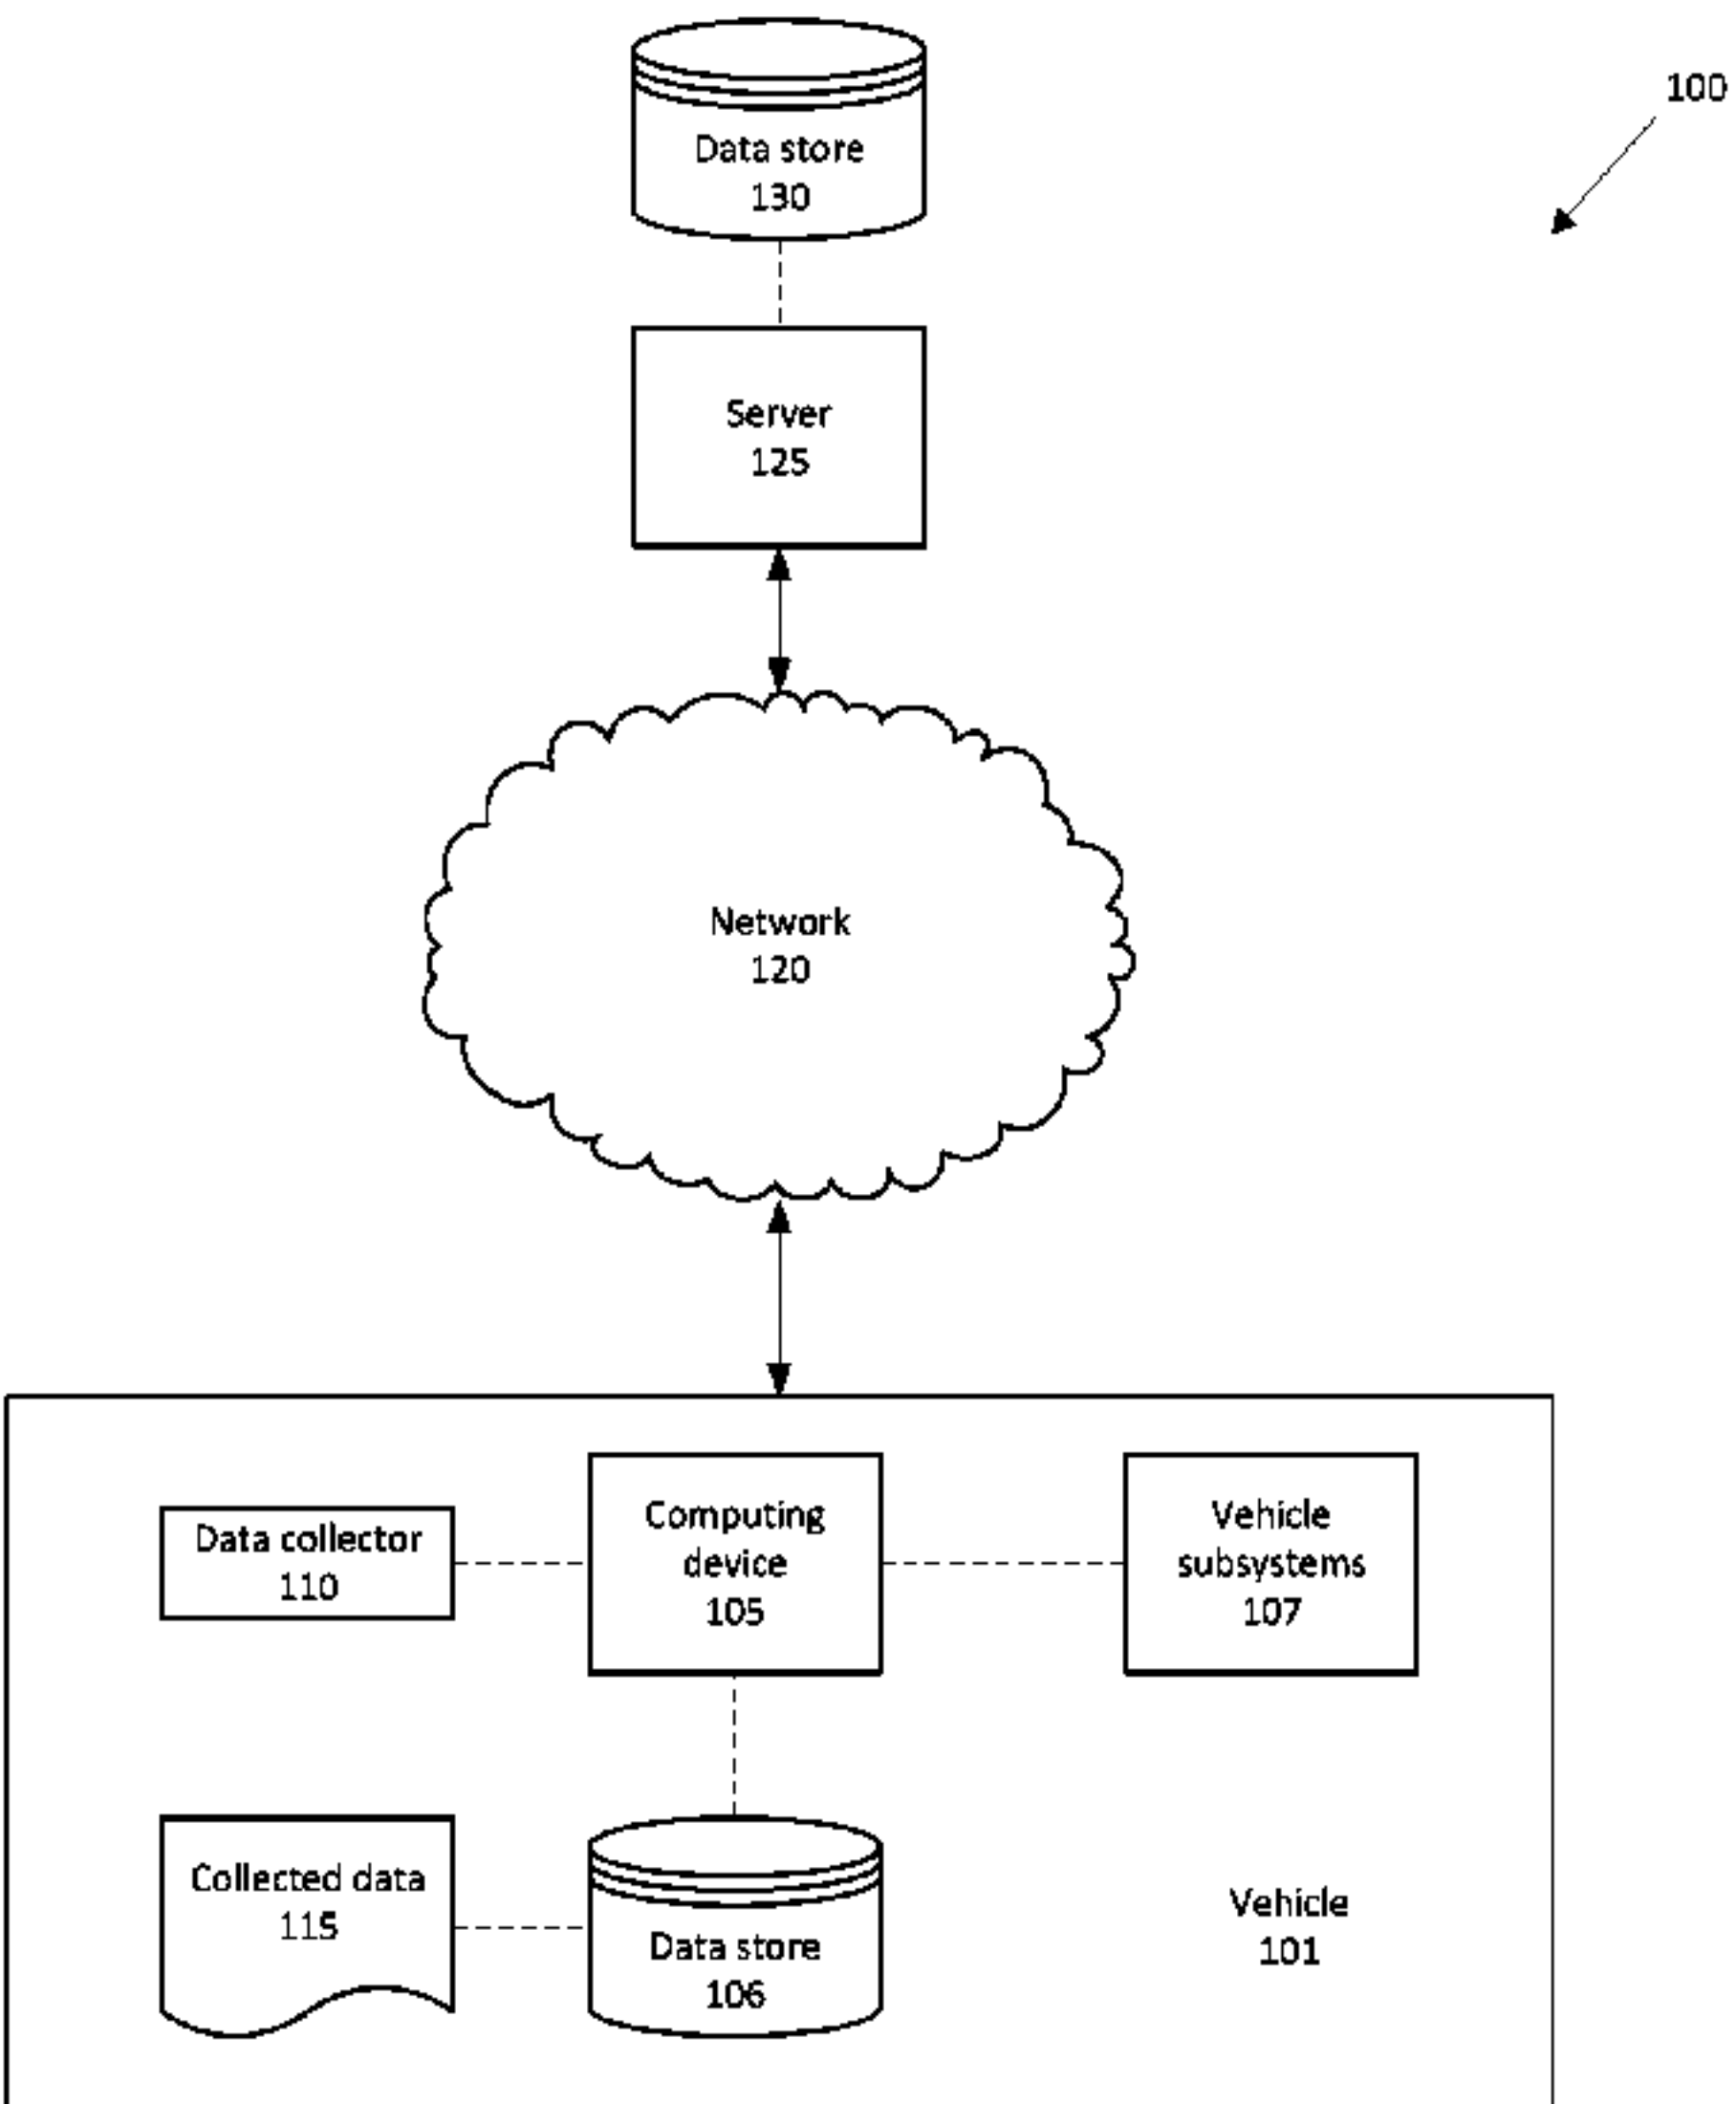 100
Data store
130
Server
125
Network
120
Data collector
110
Computing
device
105
Vehicle
subsystems
107
Collected data
115
Data store
106
Vehicle
101